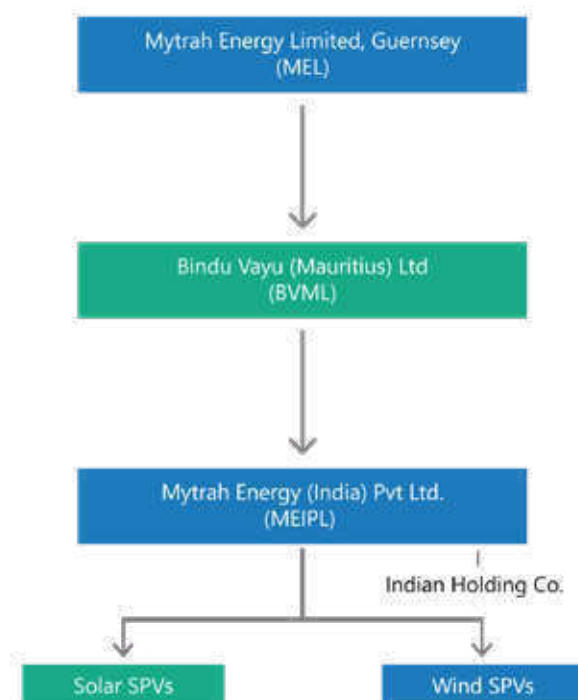 Mytrah Energy Limited, Guernsey
(MEL)
Bindu Vayu (Mauritius) Ltd
(BVML)
Mytrah Energy (India) Pvt Ltd.
(MEIPL)
Indian Holding Co.
Solar SPVs
Wind SPVs